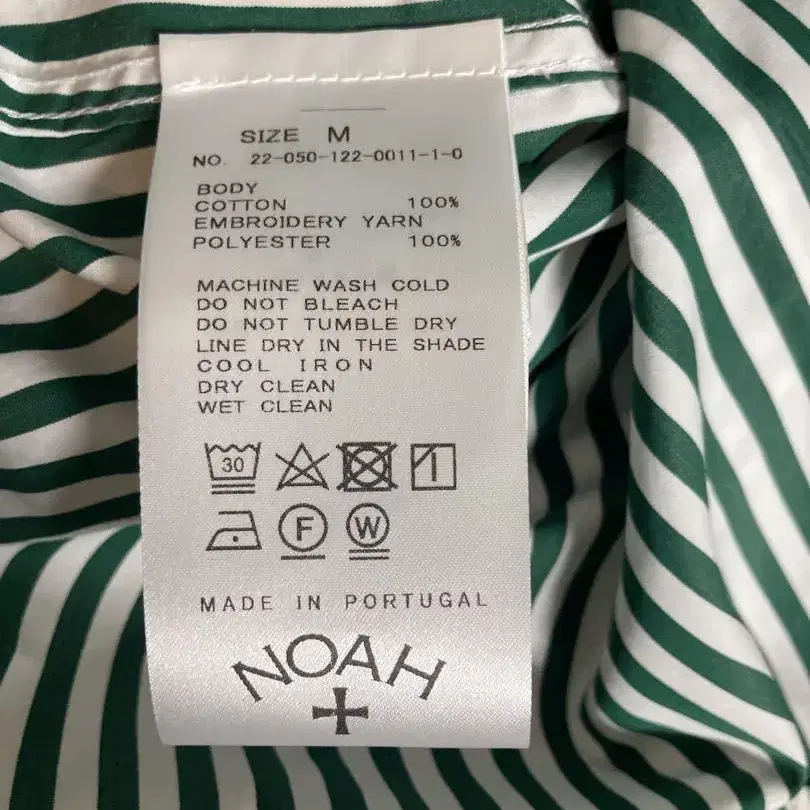 SIZE M
NO. 22-050-122-0011-1-0
BODY
COTTON 100%
EMBROIDERY YARN
POLYESTER 100%
MACHINE WASH COLD
DO NOT BLEACH
DO NOT TUMBLE DRY
LINE DRY IN THE SHADE
COOL IRON
DRY CLEAN
WET CLEAN
30
F W
MADE IN PORTUGAL
NOAH